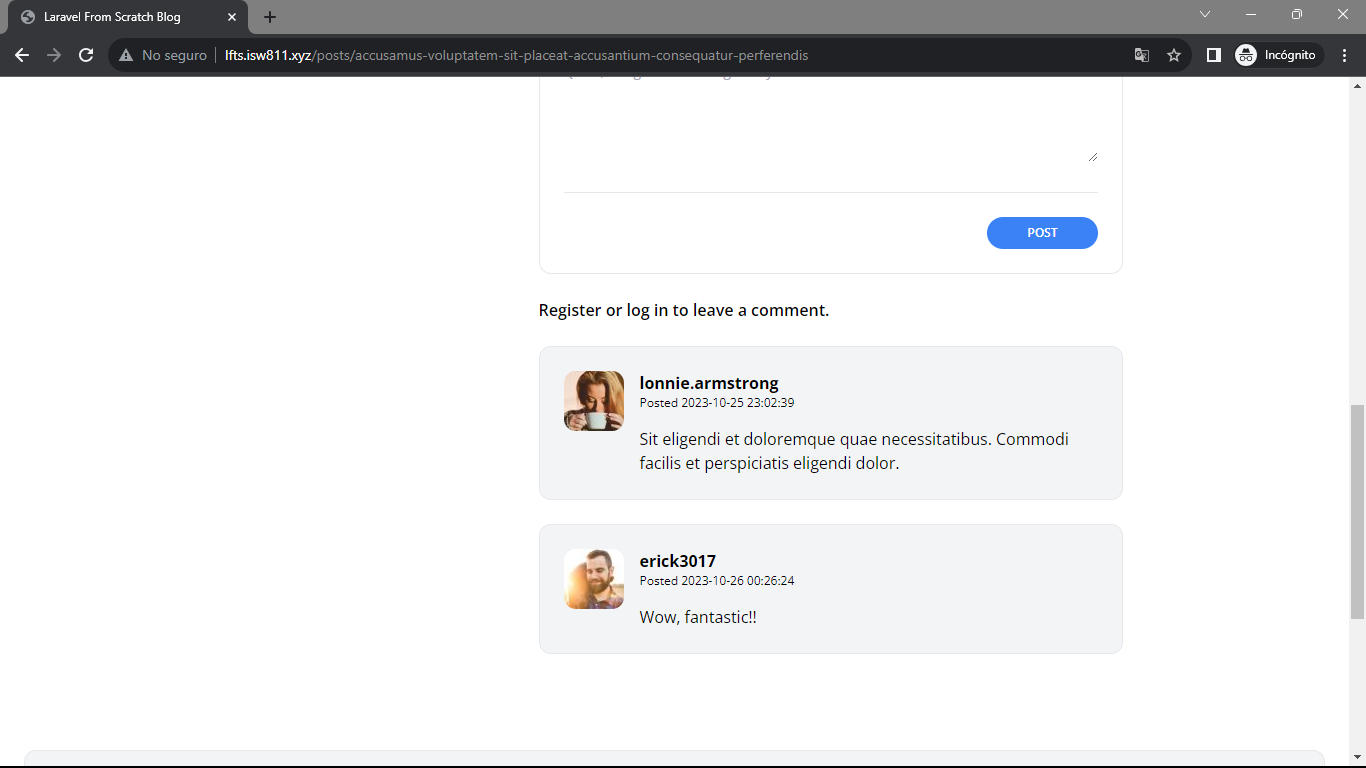 Laravel From Scratch Blog
No seguro
lfts.isw811.xyz/posts/accusamus-voluptatem-sit-placeat-accusantium-consequatur-perferendis
Incógnito
POST
Register or log in to leave a comment.
lonnie.armstrong
Posted 2023-10-25 23:02:39
Sit eligendi et doloremque quae necessitatibus. Commodi
facilis et perspiciatis eligendi dolor.
erick3017
Posted 2023-10-26 00:26:24
Wow, fantastic!!